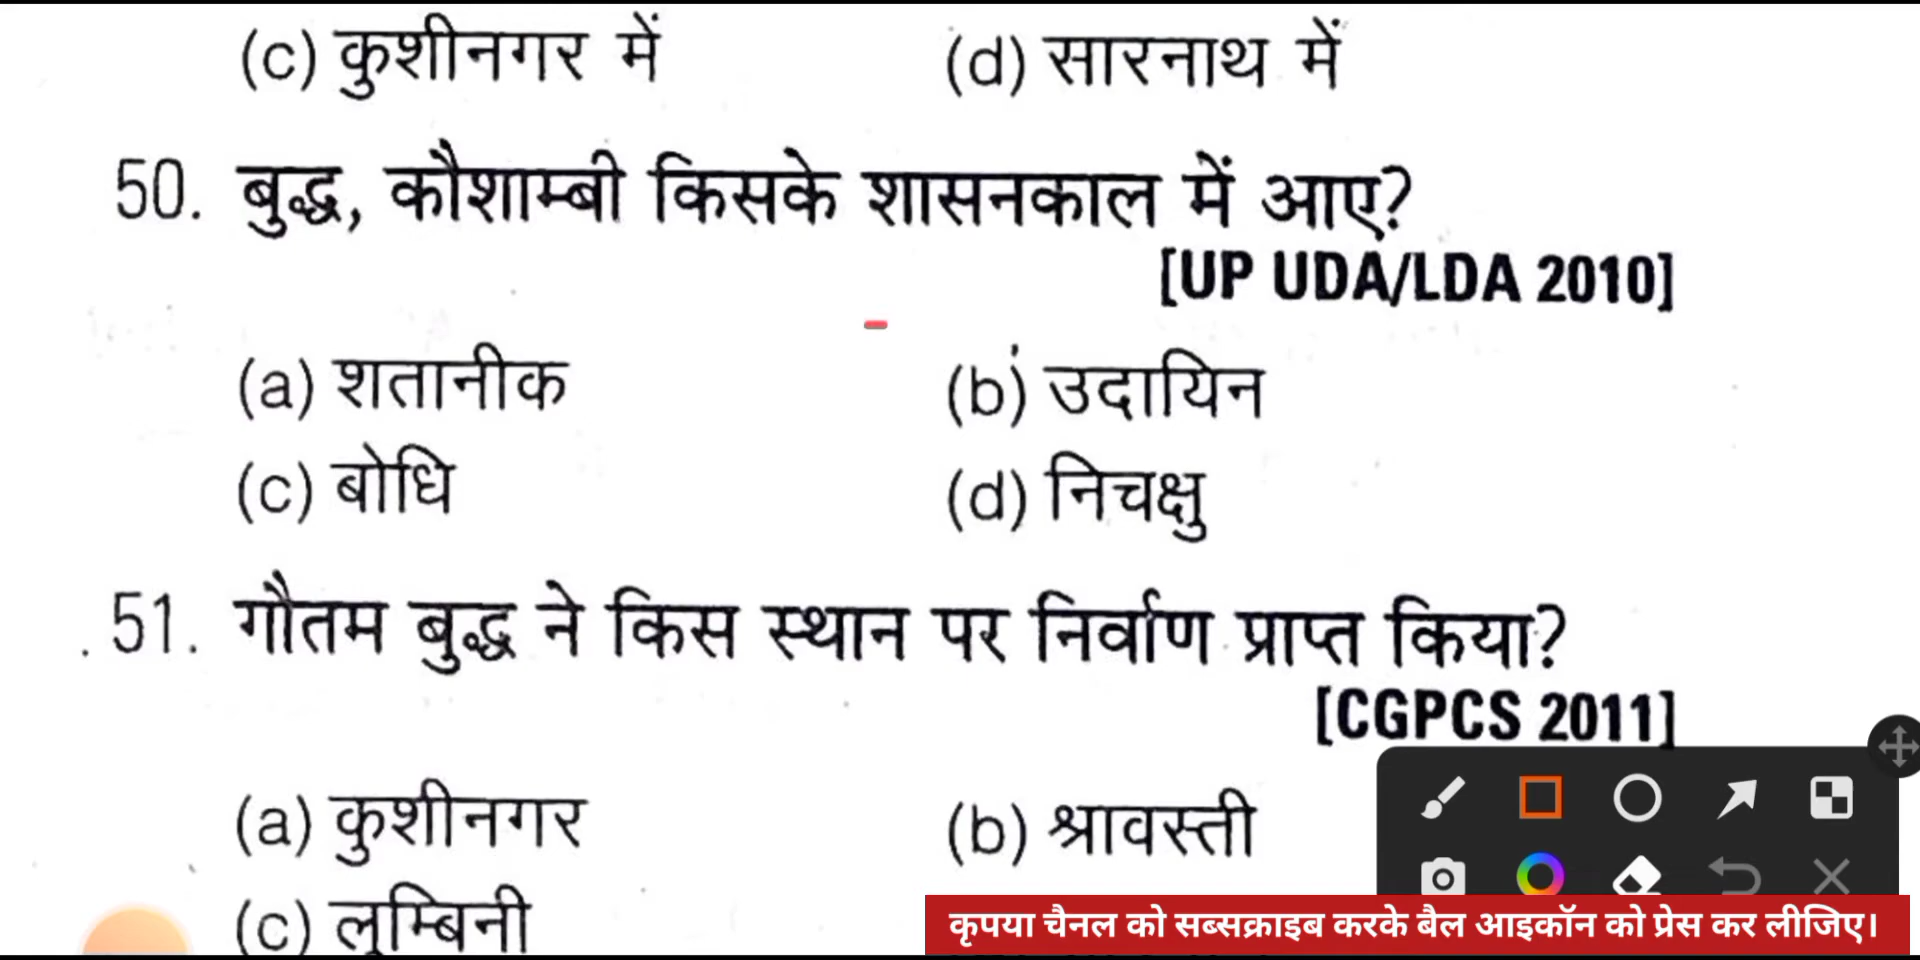 (c) कुशीनगर में (d) सारनाथ में
50. बुद्ध, कौशाम्बी किसके शासनकाल में आए?
[UP UDA/LDA 2010]
(a) शतानीक (b) उदायिन
(c) बोधि (d) निचक्षु
51. गौतम बुद्ध ने किस स्थान पर निर्वाण प्राप्त किया?
[CGPCS 2011]
(a) कुशीनगर (b) श्रावस्ती
(c) लुम्बिनी
कृपया चैनल को सब्सक्राइब करके बैल आइकॉन को प्रेस कर लीजिए।